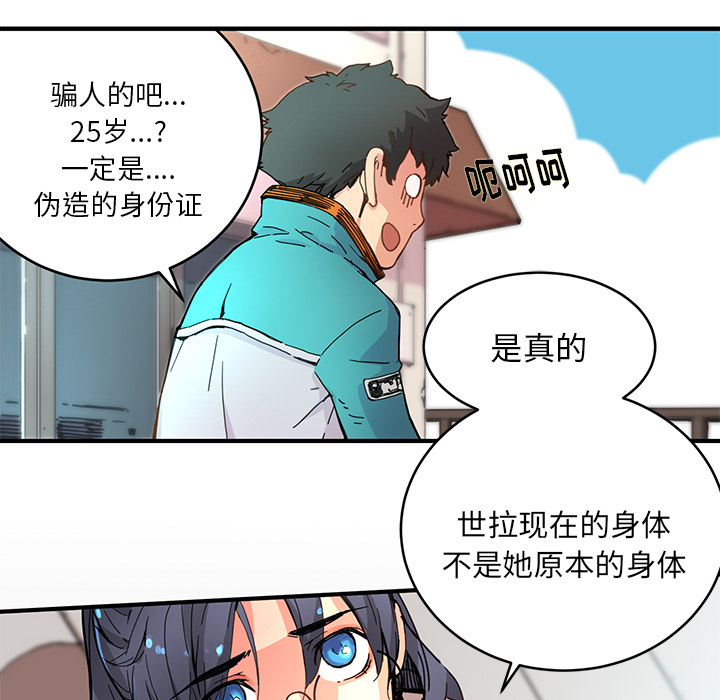 骗人的吧...
25岁...?
一定是....
伪造的身份证
呃呵呵
是真的
世拉现在的身体
不是她原本的身体